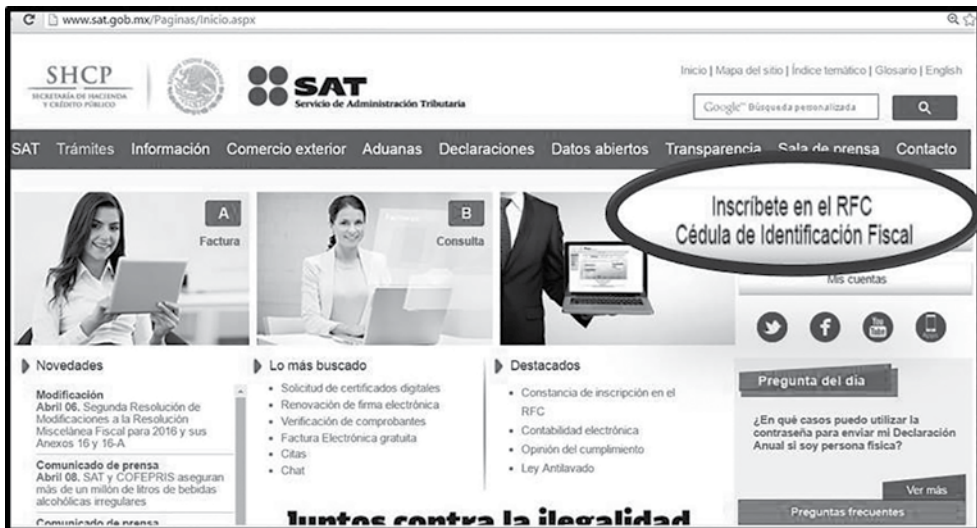 www.sat.gob.mx/Paginas/Inicio.aspx
SHCP
SECRETARÍA DE HACIENDA
Y CRÉDITO PÚBLICO
SAT
Servicio de Administración Tributaria
Inicio | Mapa del sitio | Índice temático | Glosario | English
Google™ Búsqueda personalizada
SAT Trámites Información Comercio exterior Aduanas Declaraciones Datos abiertos Transparencia Sala de prensa Contacto
A
Factura
B
Consulta
Inscríbete en el RFC
Cédula de Identificación Fiscal
Mis cuentas
You
Tube
Novedades
Modificación
Abril 06. Segunda Resolución de
Modificaciones a la Resolución
Miscelánea Fiscal para 2016 y sus
Anexos 16 y 16-A
Comunicado de prensa
Abril 08. SAT y COFEPRIS aseguran
más de un millón de litros de bebidas
alcohólicas irregulares
Comunicado de prensa
Lo más buscado
Solicitud de certificados digitales
Renovación de firma electrónica
Verificación de comprobantes
Factura Electrónica gratuita
Citas
Chat
Destacados
Constancia de inscripción en el
RFC
Contabilidad electrónica
Opinión del cumplimiento
Ley Antilavado
Pregunta del día
¿En qué casos puedo utilizar la
contraseña para enviar mi Declaración
Anual si soy persona física?
Ver más
Preguntas frecuentes
Juntos contra la ilegalidad